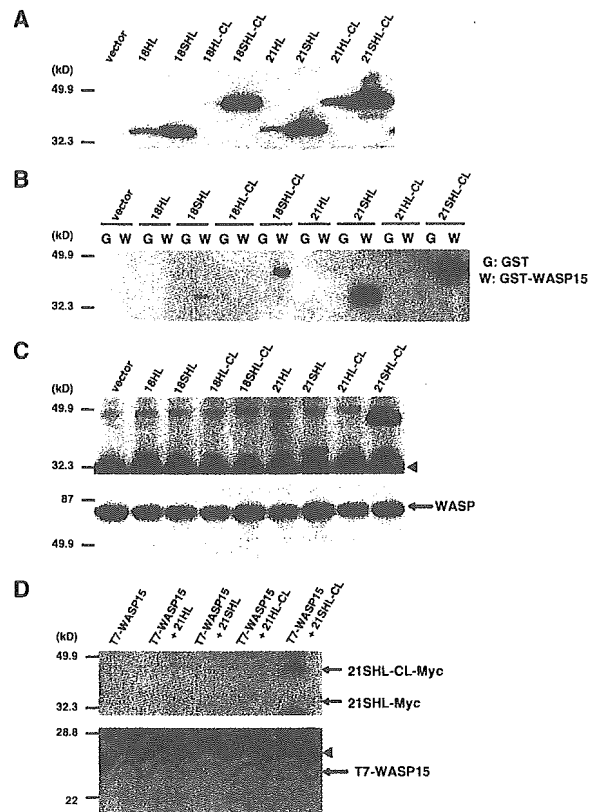 A
vector
18HL
18SHL
18HL-CL
18SHL-CL
21HL
21SHL
21HL-CL
21SHL-CL
(kD)
49.9
32.3
B
vector
18HL
18SHL
18HL-CL
18SHL-CL
21HL
21SHL
21HL-CL
21SHL-CL
(kD)
G W G W G W G W G W G W G W G W G W
49.9
32.3
G: GST
W: GST-WASP15
C
vector
18HL
18SHL
18HL-CL
18SHL-CL
21HL
21SHL
21HL-CL
21SHL-CL
(kD)
49.9
32.3
87
WASP
49.9
D
T7-WASP15
T7-WASP15
+ 21HL
T7-WASP15
+ 21SHL
T7-WASP15
+ 21HL-CL
T7-WASP15
+ 21SHL-CL
(kD)
49.9
21SHL-CL-Myc
21SHL-Myc
32.3
28.8
T7-WASP15
22